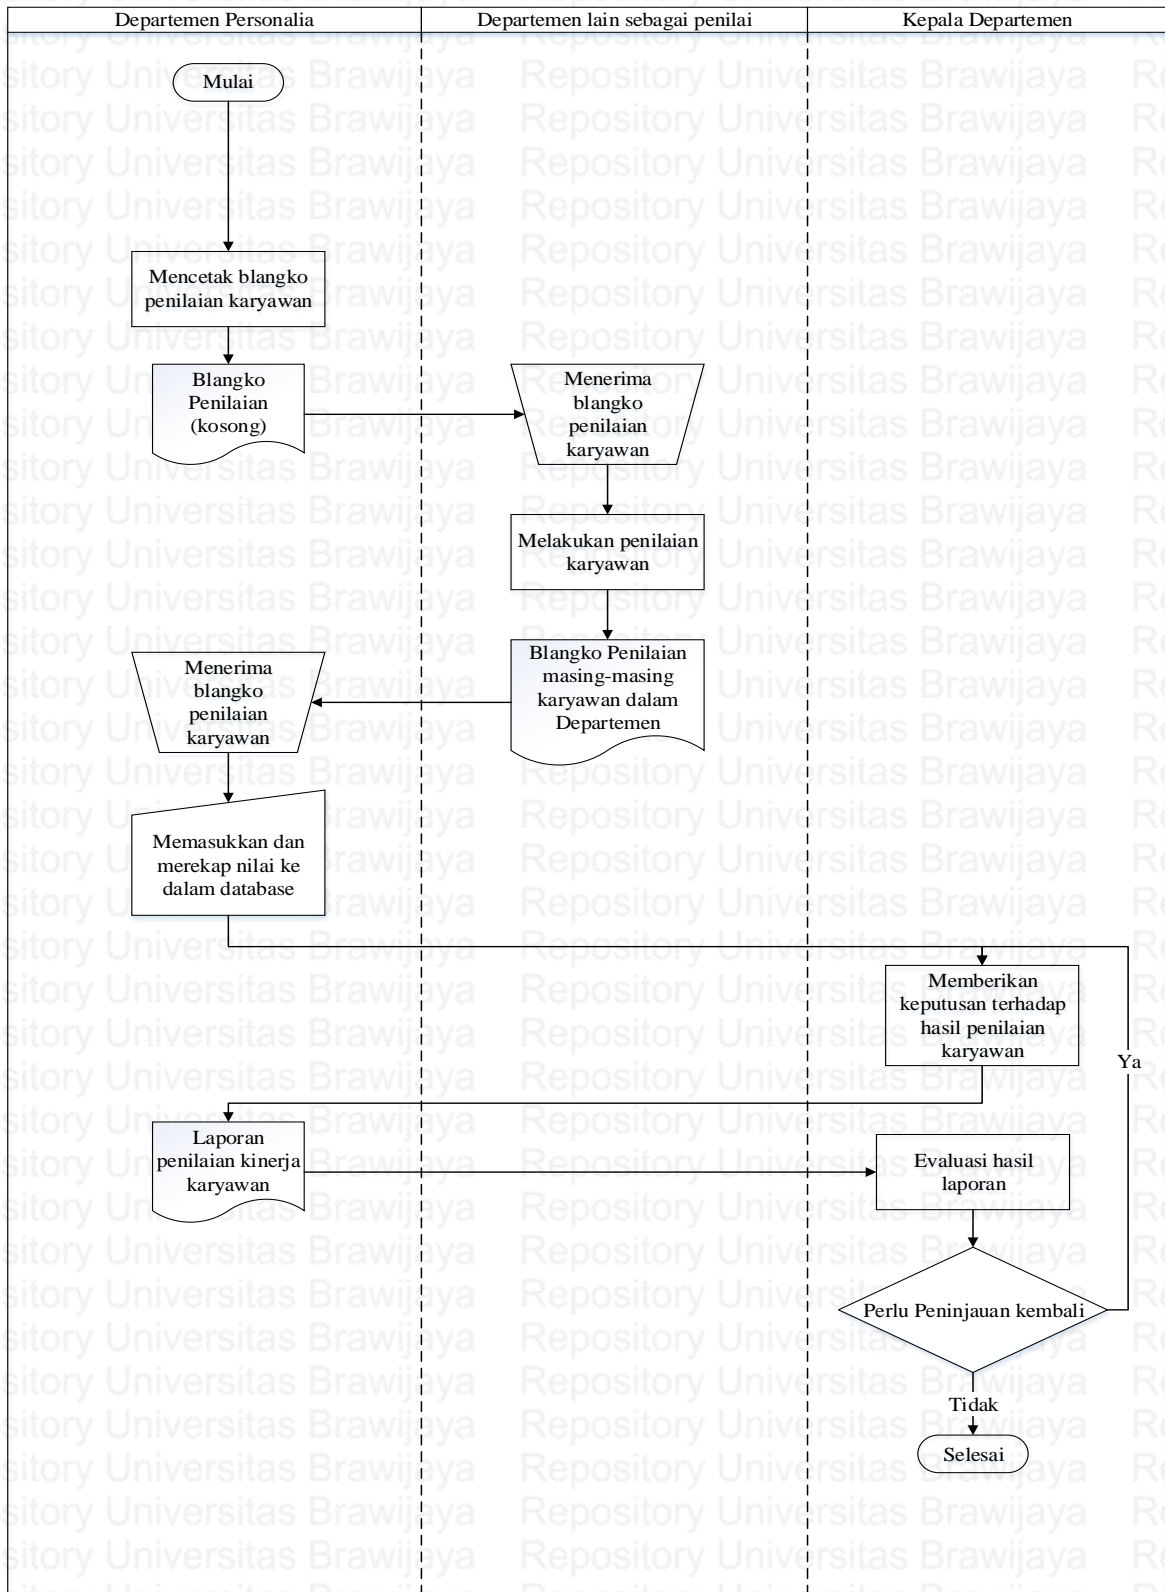 Departemen Personalia
Departemen lain sebagai penilai
Kepala Departemen
Mulai
Mencetak blangko
penilaian karyawan
Blangko
Penilaian
(kosong)
Menerima
blangko
penilaian
karyawan
Melakukan penilaian
karyawan
Blangko Penilaian
masing-masing
karyawan dalam
Departemen
Menerima
blangko
penilaian
karyawan
Memasukkan dan
merekap nilai ke
dalam database
Memberikan
keputusan terhadap
hasil penilaian
karyawan
Ya
Laporan
penilaian kinerja
karyawan
Evaluasi hasil
laporan
Perlu Peninjauan kembali
Tidak
Selesai